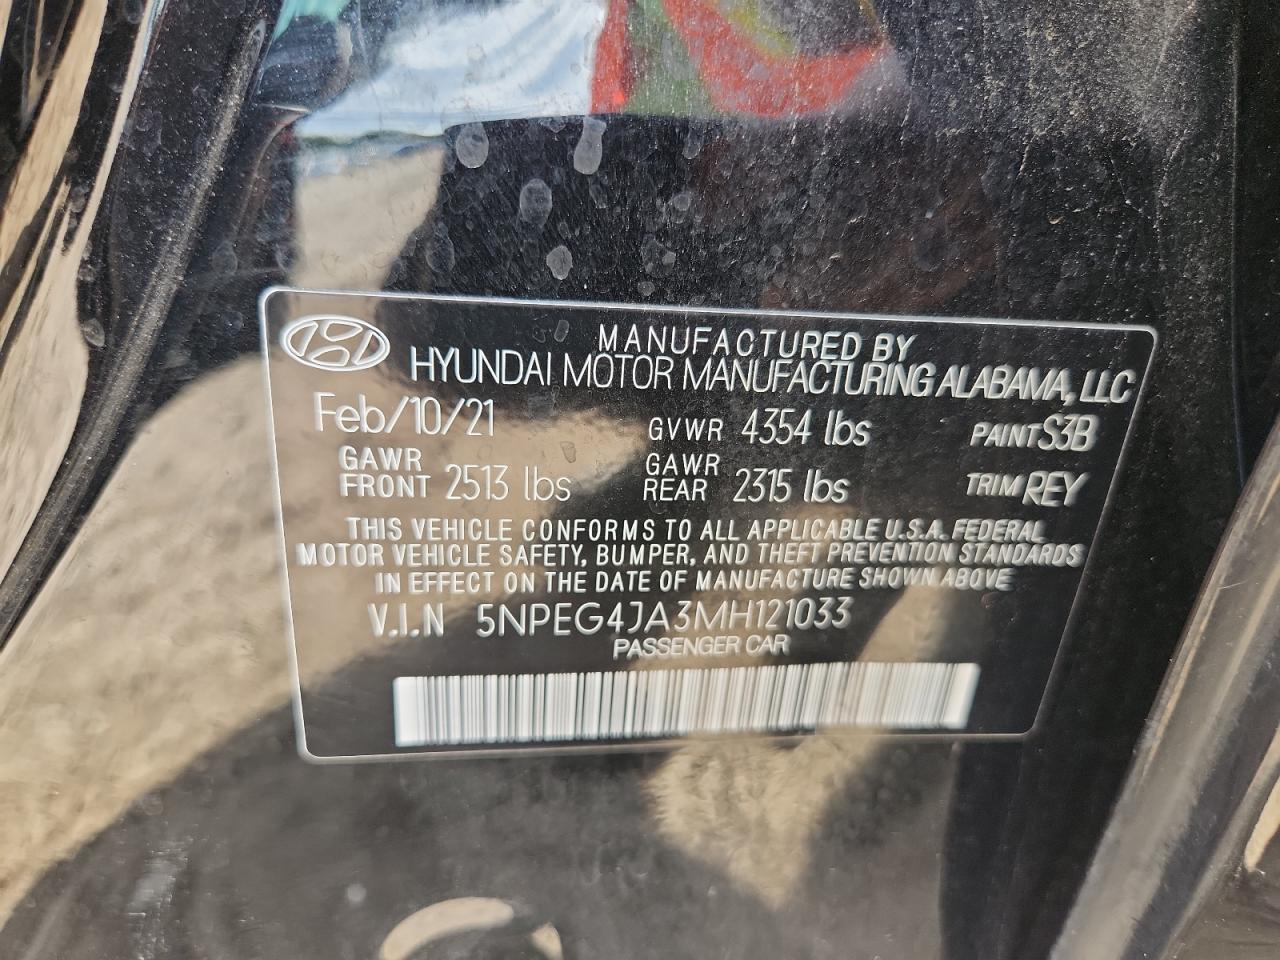 MANUFACTURED BY
HYUNDAI MOTOR MANUFACTURING ALABAMA, LLC
Feb/10/21 GVWR 4354 lbs PAINT S3B
GAWR FRONT 2513 lbs GAWR REAR 2315 lbs TRIM REY
THIS VEHICLE CONFORMS TO ALL APPLICABLE U.S.A. FEDERAL
MOTOR VEHICLE SAFETY, BUMPER, AND THEFT PREVENTION STANDARDS
IN EFFECT ON THE DATE OF MANUFACTURE SHOWN ABOVE
V.I.N 5NPEG4JA3MH121033
PASSENGER CAR